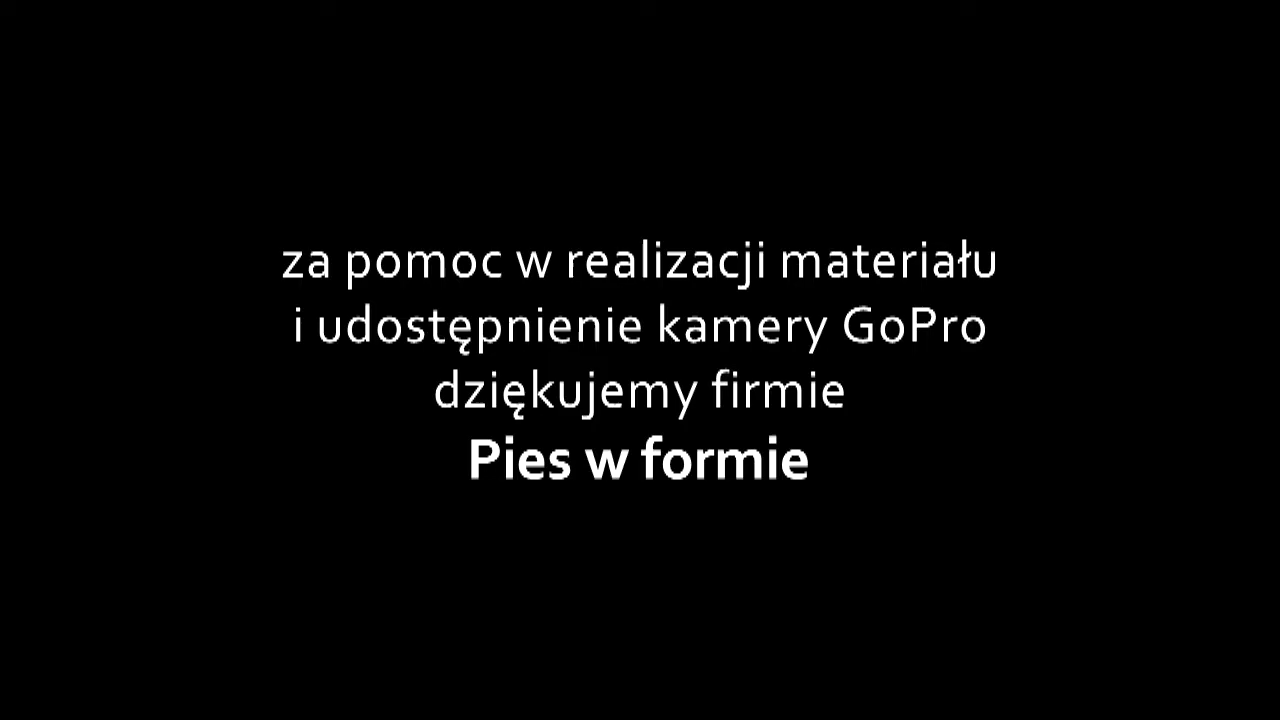 za pomoc w realizacji materiału
i udostępnienie kamery GoPro
dziękujemy firmie
Pies w formie